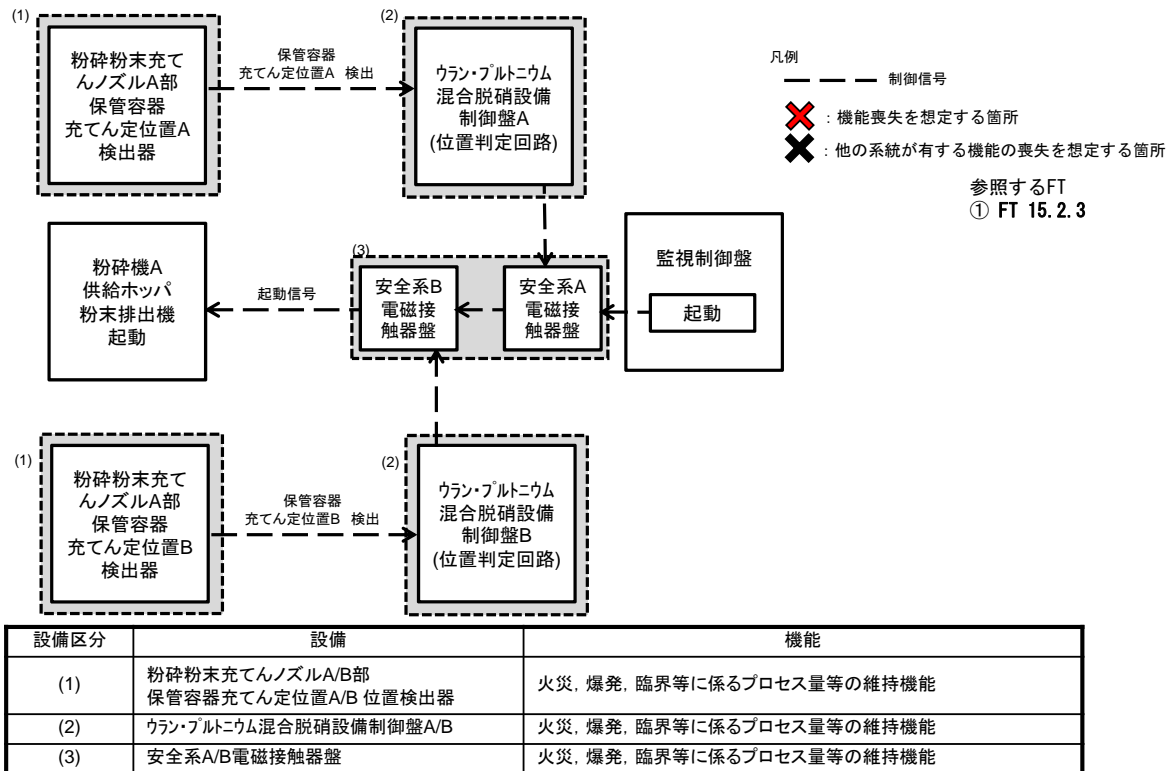 (1)
粉砕粉末充て
んノズルA部
保管容器
充てん定位置A
検出器
保管容器
充てん定位置A 検出
(2)
ウラン・プルトニウム
混合脱硝設備
制御盤A
(位置判定回路)
凡例
制御信号
：機能喪失を想定する箇所
：他の系統が有する機能の喪失を想定する箇所
参照するFT
① FT 15.2.3
粉砕機A
供給ホッパ
粉末排出機
起動
起動信号
(3)
安全系B
電磁接
触器盤
安全系A
電磁接
触器盤
監視制御盤
起動
(1)
粉砕粉末充て
んノズルA部
保管容器
充てん定位置B
検出器
保管容器
充てん定位置B 検出
(2)
ウラン・プルトニウム
混合脱硝設備
制御盤B
(位置判定回路)
設備区分 設備 機能
(1) 粉砕粉末充てんノズルA/B部
保管容器充てん定位置A/B 位置検出器 火災，爆発，臨界等に係るプロセス量等の維持機能
(2) ウラン・プルトニウム混合脱硝設備制御盤A/B 火災，爆発，臨界等に係るプロセス量等の維持機能
(3) 安全系A/B電磁接触器盤 火災，爆発，臨界等に係るプロセス量等の維持機能